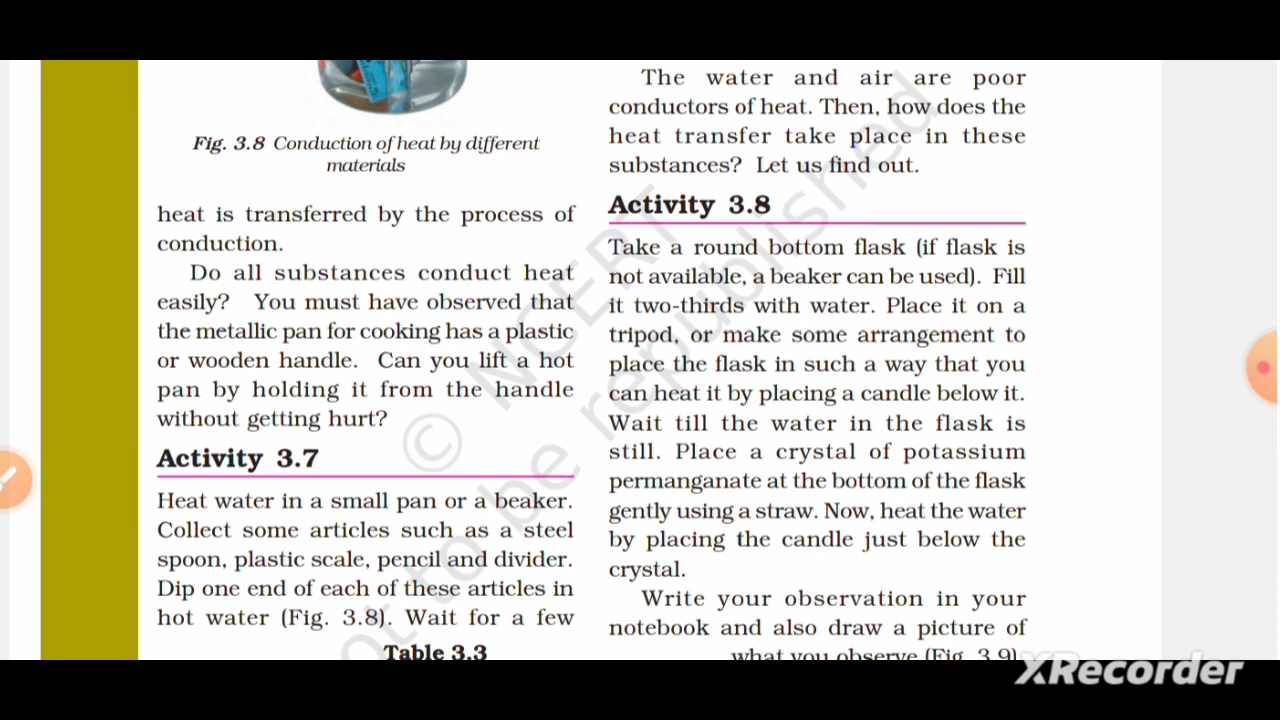 Fig. 3.8 Conduction of heat by different
materials
heat is transferred by the process of
conduction.
Do all substances conduct heat
easily? You must have observed that
the metallic pan for cooking has a plastic
or wooden handle. Can you lift a hot
pan by holding it from the handle
without getting hurt?
Activity 3.7
Heat water in a small pan or a beaker.
Collect some articles such as a steel
spoon, plastic scale, pencil and divider.
Dip one end of each of these articles in
hot water (Fig. 3.8). Wait for a few
Table 3.3
The water and air are poor
conductors of heat. Then, how does the
heat transfer take place in these
substances? Let us find out.
Activity 3.8
Take a round bottom flask (if flask is
not available, a beaker can be used). Fill
it two-thirds with water. Place it on a
tripod, or make some arrangement to
place the flask in such a way that you
can heat it by placing a candle below it.
Wait till the water in the flask is
still. Place a crystal of potassium
permanganate at the bottom of the flask
gently using a straw. Now, heat the water
by placing the candle just below the
crystal.
Write your observation in your
notebook and also draw a picture of
what you observe (Fig. 3.9).
© NCERT
not to be republished
XRecorder